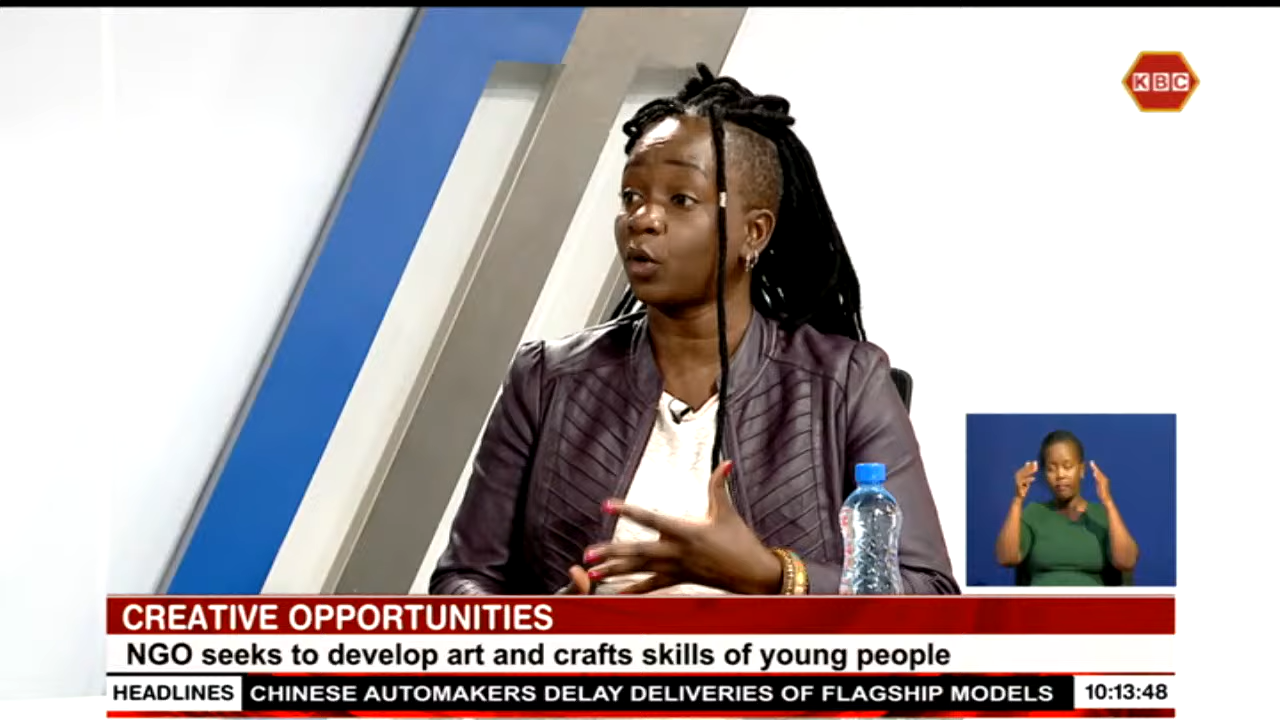 KBC
CREATIVE OPPORTUNITIES
NGO seeks to develop art and crafts skills of young people
HEADLINES CHINESE AUTOMAKERS DELAY DELIVERIES OF FLAGSHIP MODELS 10:13:48